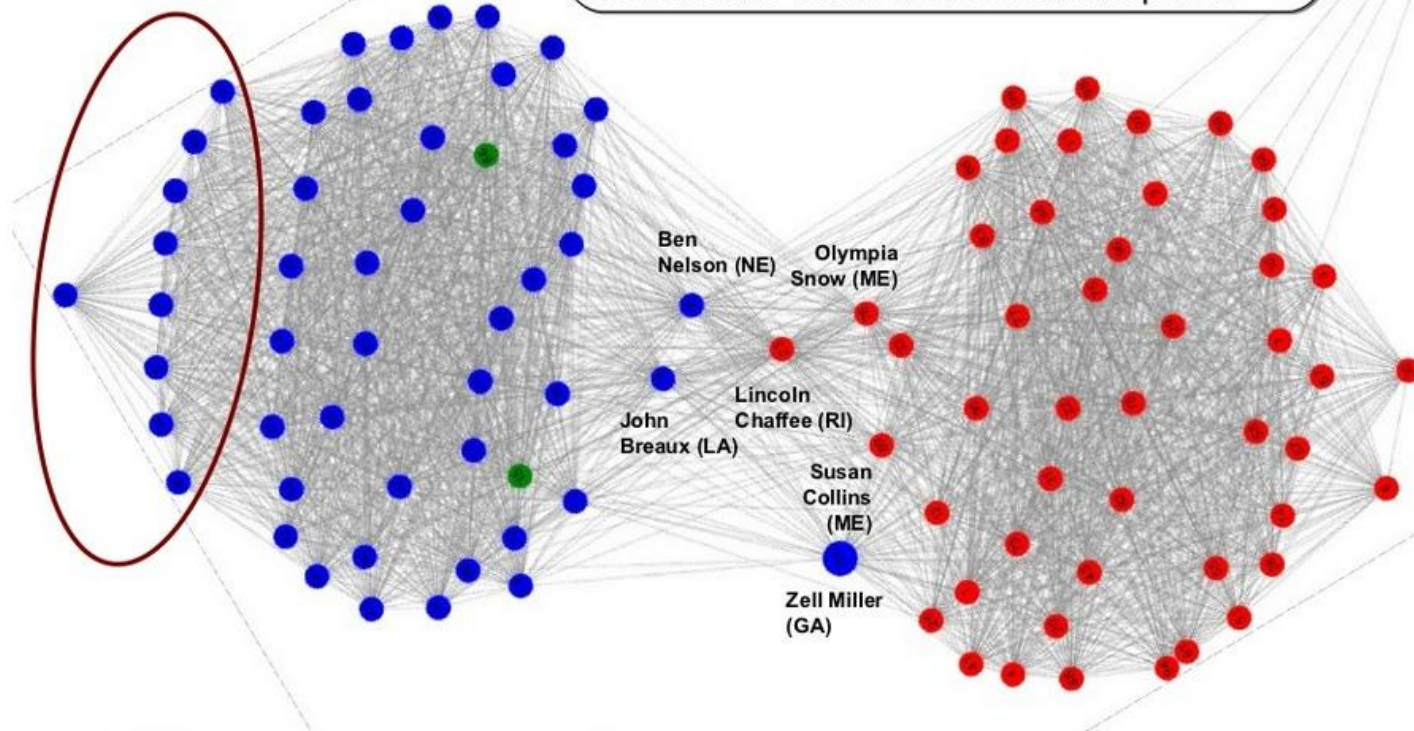 Ben
Nelson (NE)
Olympia
Snow (ME)
John
Breaux (LA)
Lincoln
Chaffee (RI)
Susan
Collins
(ME)
Zell Miller
(GA)